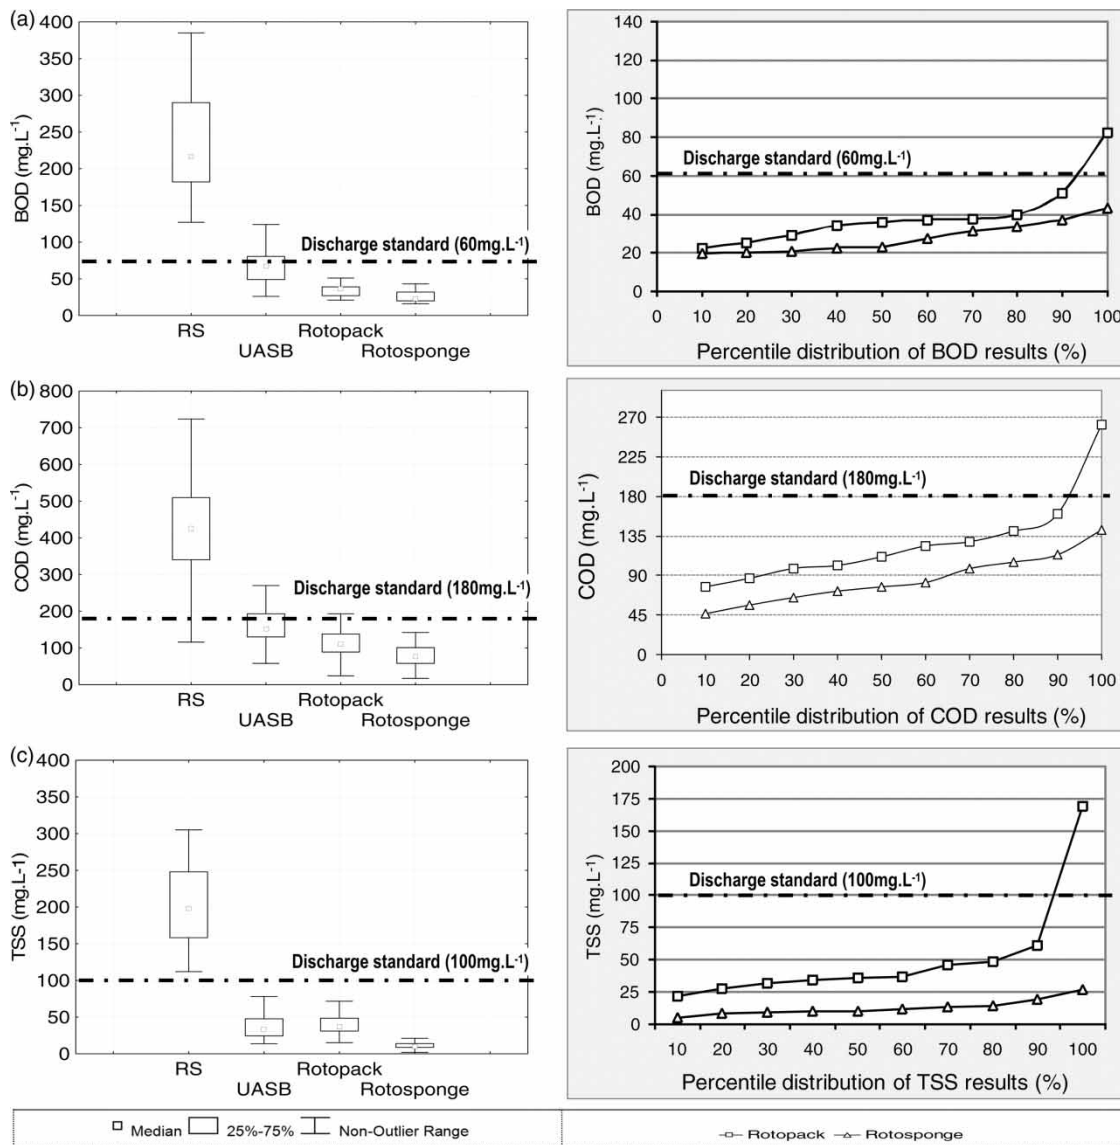 (a)
400
350
300
250
200
150
100
50
0
BOD (mg.L-1)
Discharge standard (60mg.L-1)
RS
UASB
Rotopack
Rotosponge
140
120
100
80
60
40
20
0
BOD (mg.L-1)
Discharge standard (60mg.L-1)
0 10 20 30 40 50 60 70 80 90 100
Percentile distribution of BOD results (%)
(b)
800
700
600
500
400
300
200
100
0
COD (mg.L-1)
Discharge standard (180mg.L-1)
RS
UASB
Rotopack
Rotosponge
270
225
180
135
90
45
0
COD (mg.L-1)
Discharge standard (180mg.L-1)
0 10 20 30 40 50 60 70 80 90 100
Percentile distribution of COD results (%)
(c)
400
350
300
250
200
150
100
50
0
TSS (mg.L-1)
Discharge standard (100mg.L-1)
RS
UASB
Rotopack
Rotosponge
200
175
150
125
100
75
50
25
0
TSS (mg.L-1)
Discharge standard (100mg.L-1)
10 20 30 40 50 60 70 80 90 100
Percentile distribution of TSS results (%)
Median 25%-75% Non-Outlier Range
Rotopack Rotosponge